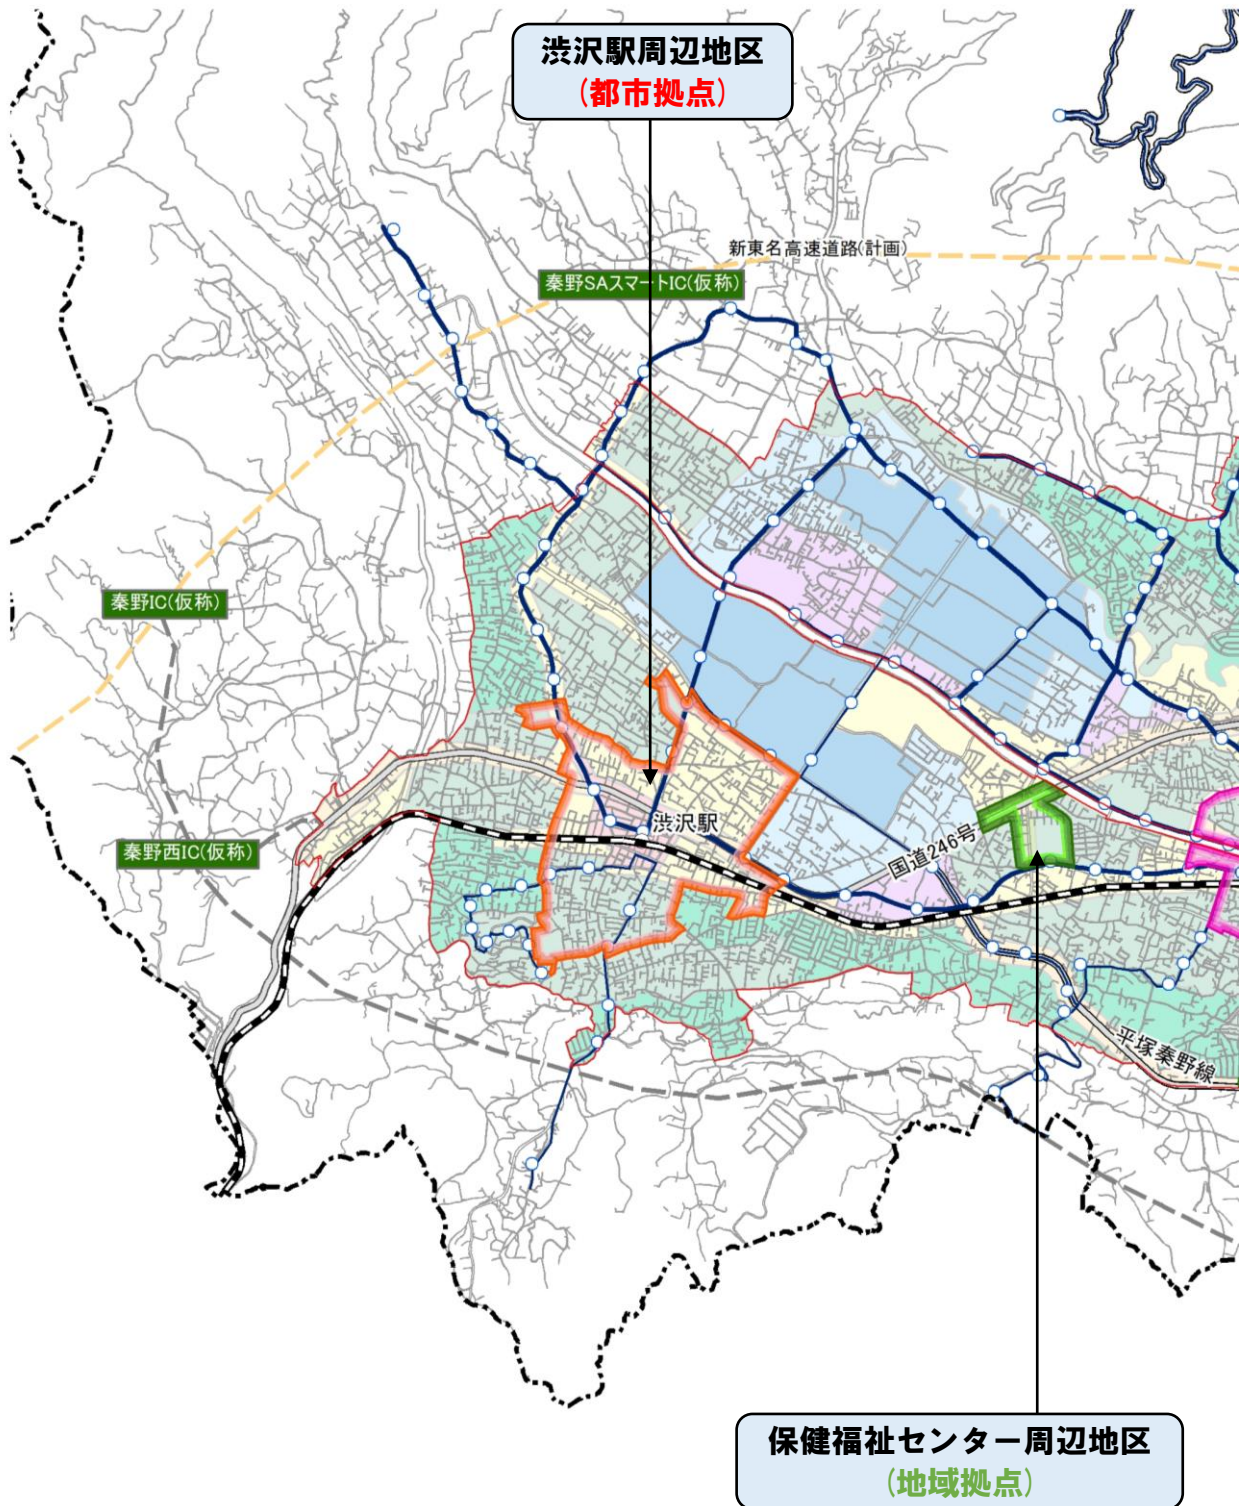 渋沢駅周辺地区
(都市拠点)
新東名高速道路(計画)
秦野SAスマートIC(仮称)
秦野IC(仮称)
秦野西IC(仮称)
渋沢駅
国道246号
平塚秦野線
保健福祉センター周辺地区
(地域拠点)